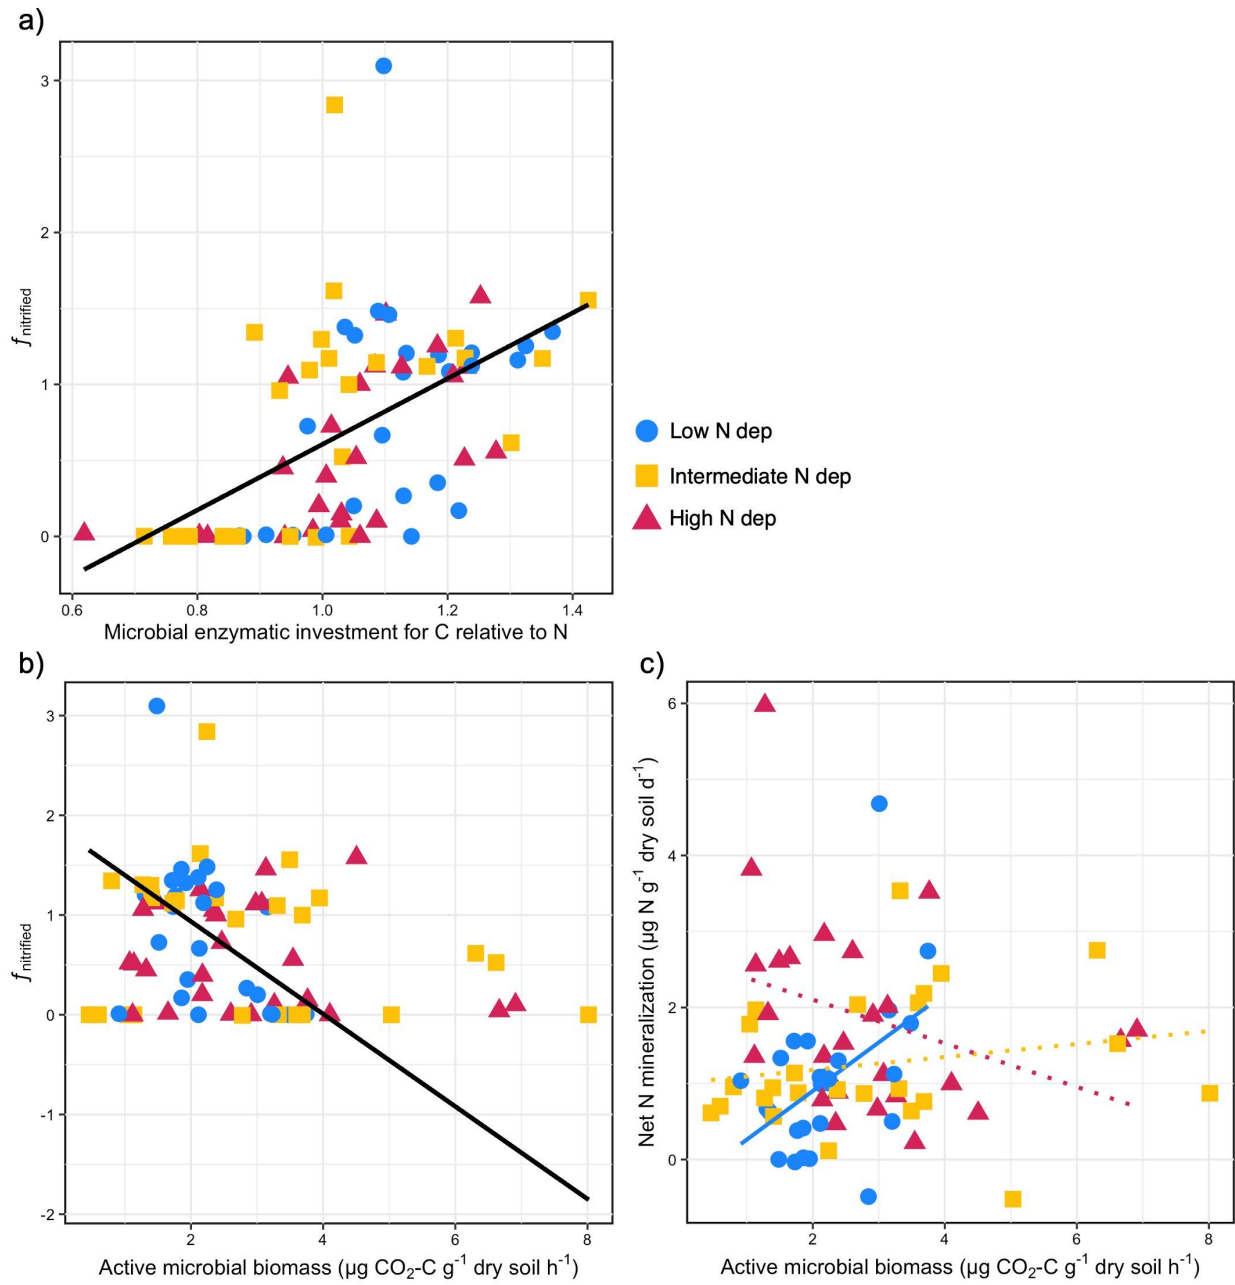 a)
3
2
1
0
f nitrified
0.6 0.8 1.0 1.2 1.4
Microbial enzymatic investment for C relative to N
Low N dep
Intermediate N dep
High N dep
b)
3
2
1
0
-1
-2
f nitrified
2 4 6 8
Active microbial biomass (µg CO₂-C g⁻¹ dry soil h⁻¹)
c)
6
4
2
0
Net N mineralization (µg N g⁻¹ dry soil d⁻¹)
2 4 6 8
Active microbial biomass (µg CO₂-C g⁻¹ dry soil h⁻¹)